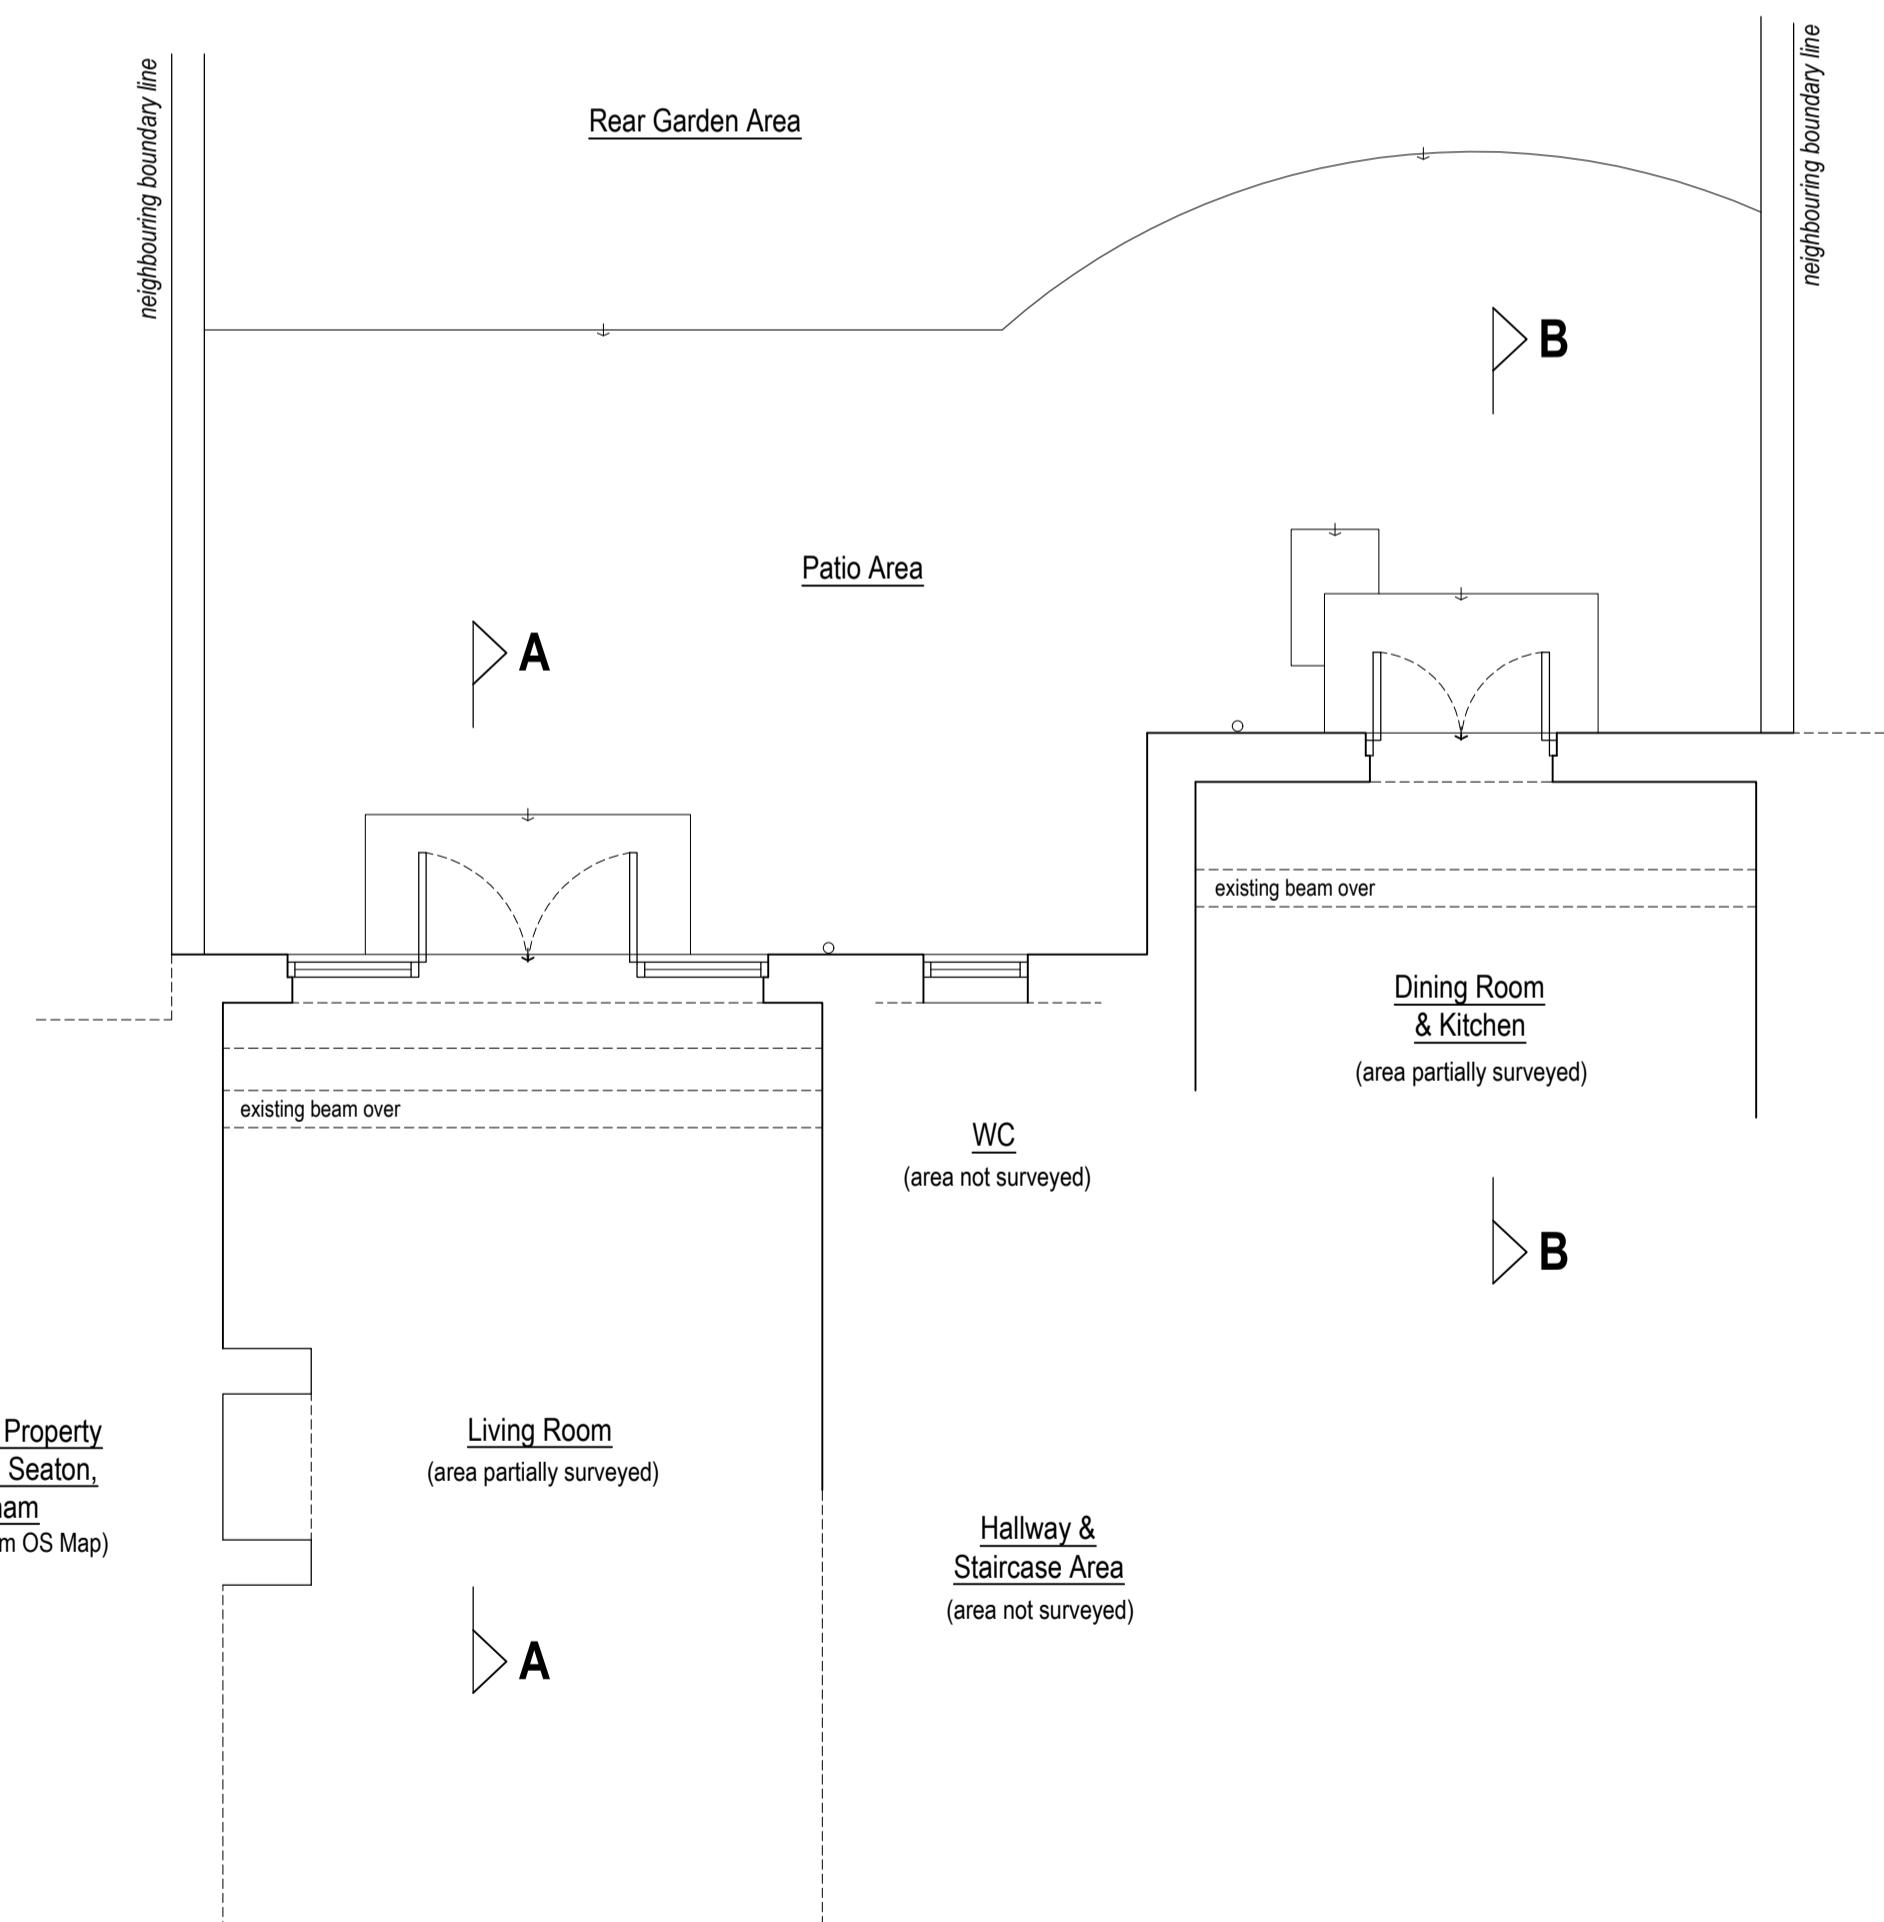 neighbouring boundary line
neighbouring boundary line
Rear Garden Area
B
Patio Area
A
existing beam over
Dining Room
& Kitchen
(area partially surveyed)
existing beam over
WC
(area not surveyed)
B
Property
Seaton,
m OS Map)
Living Room
(area partially surveyed)
Hallway &
Staircase Area
(area not surveyed)
A